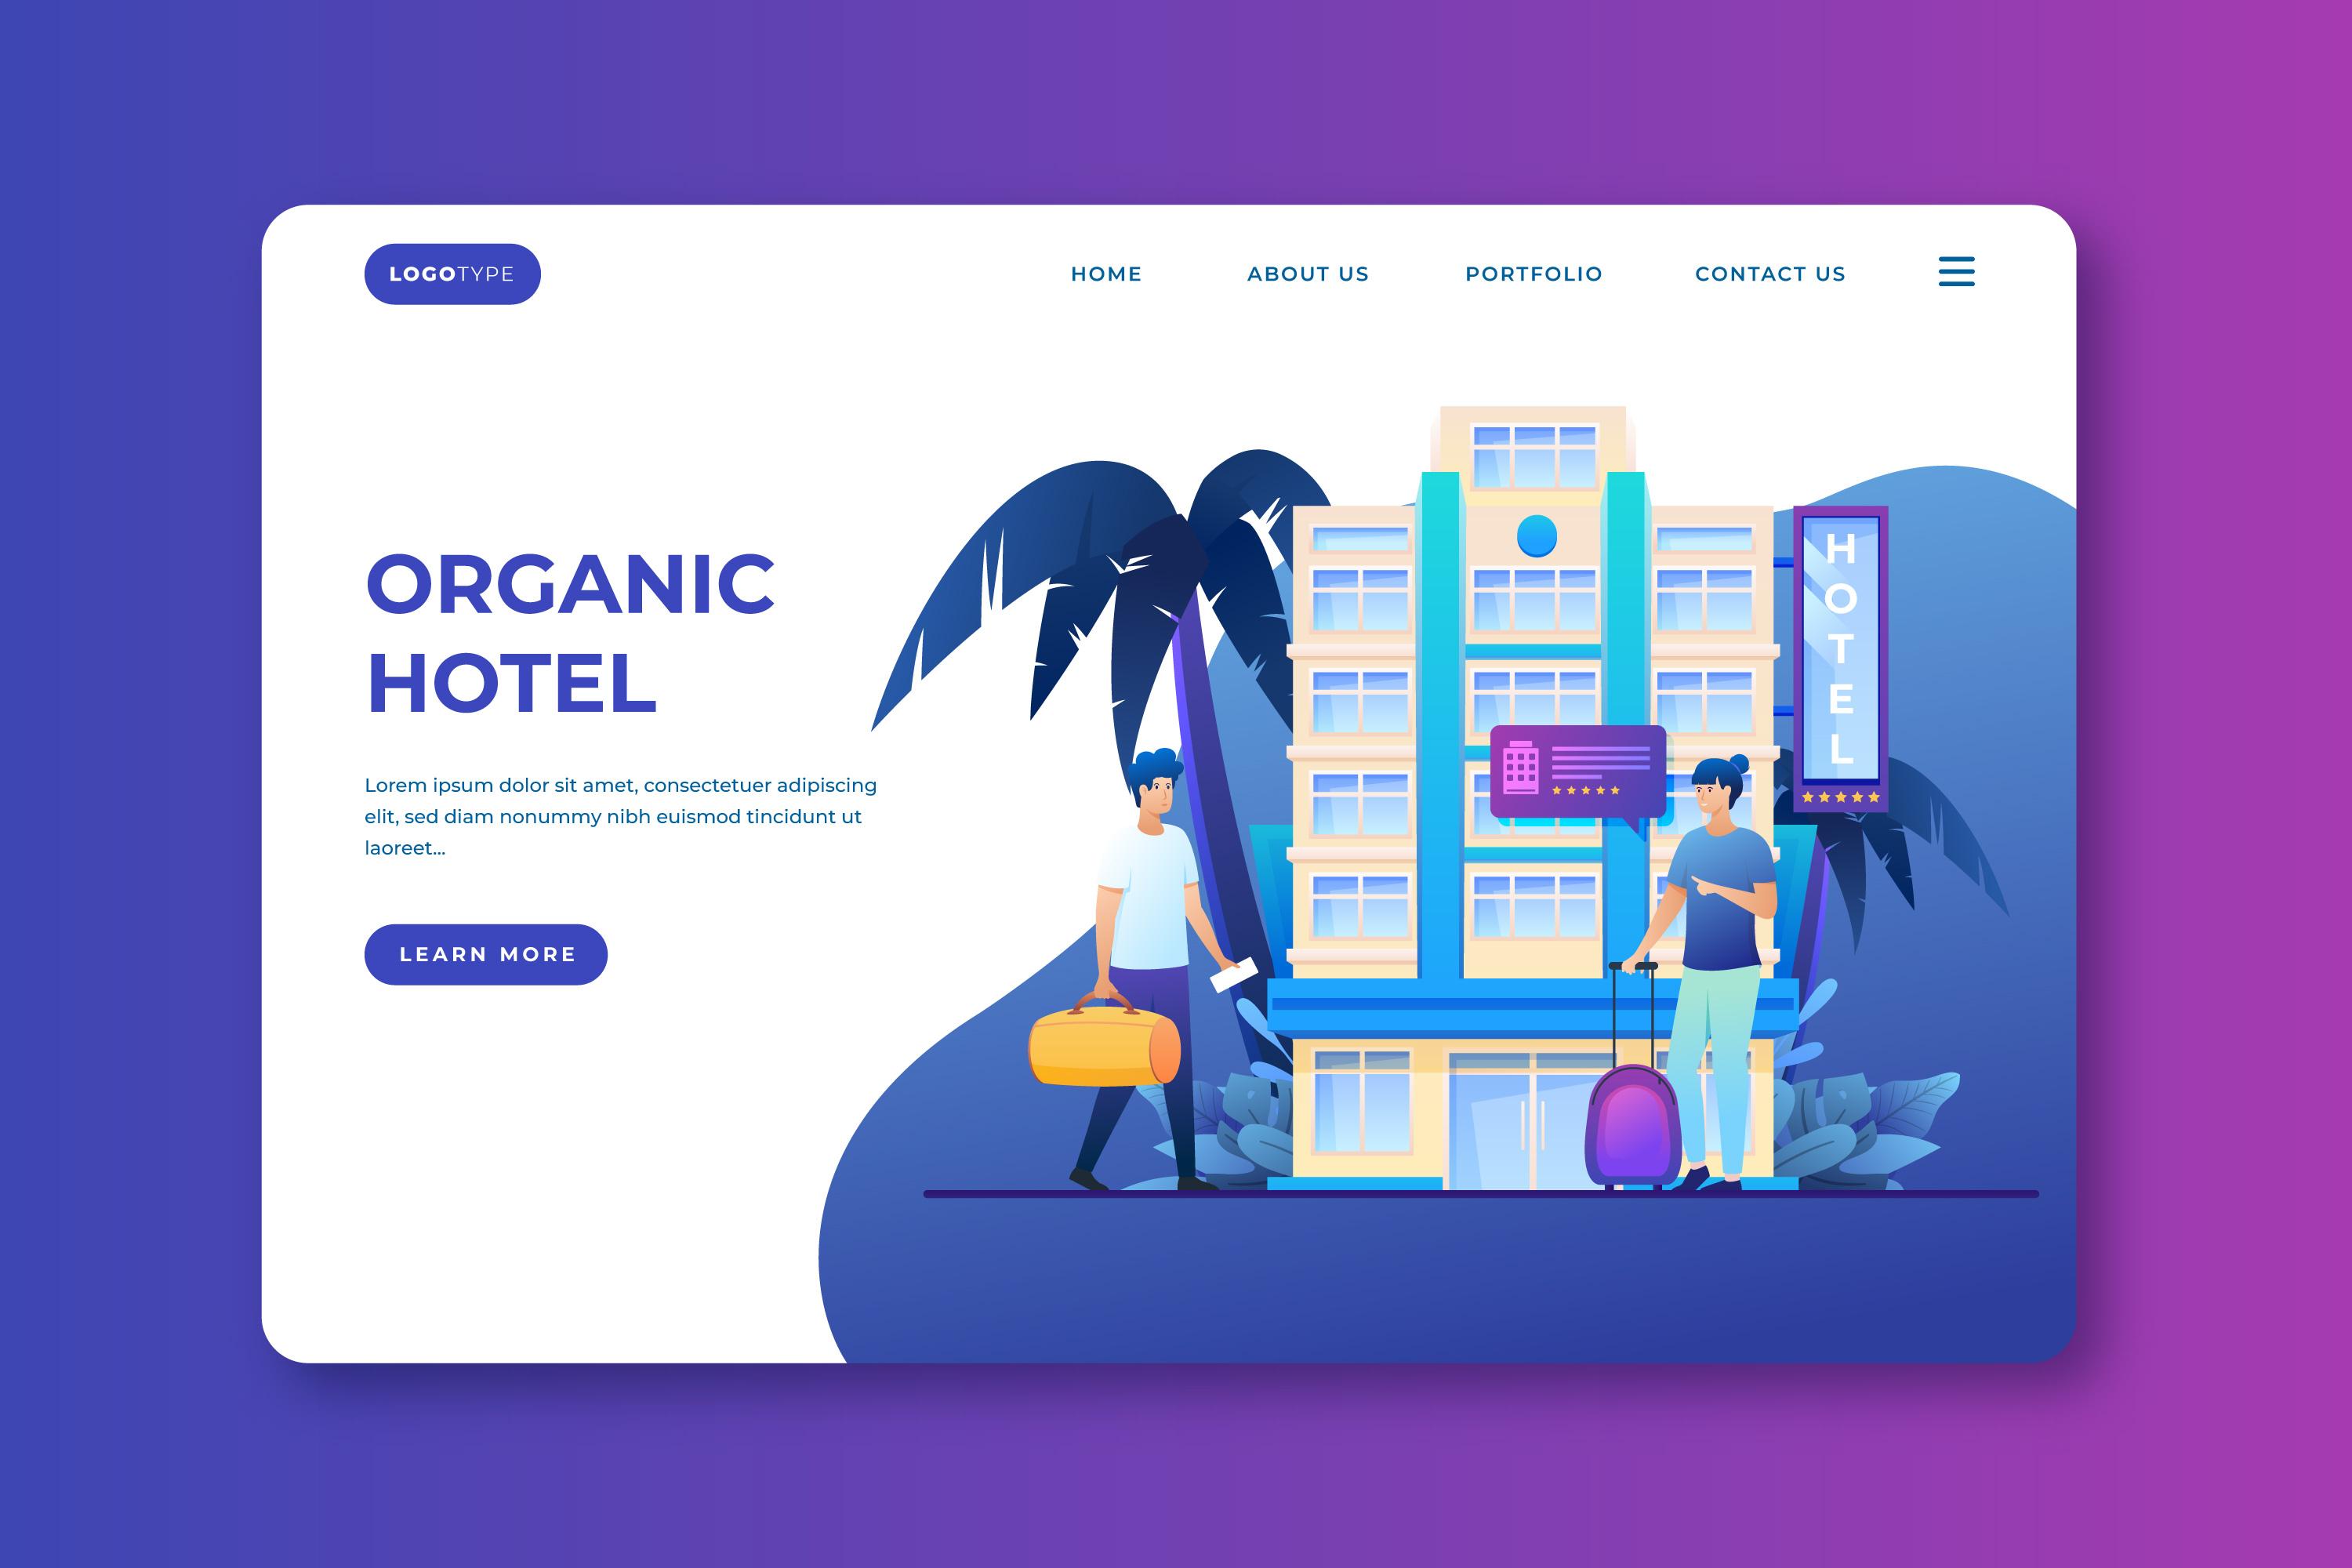 LOGOTYPE
HOME ABOUT US PORTFOLIO CONTACT US
ORGANIC
HOTEL
Lorem ipsum dolor sit amet, consectetuer adipiscing
elit, sed diam nonummy nibh euismod tincidunt ut
laoreet...
LEARN MORE
HOTEL